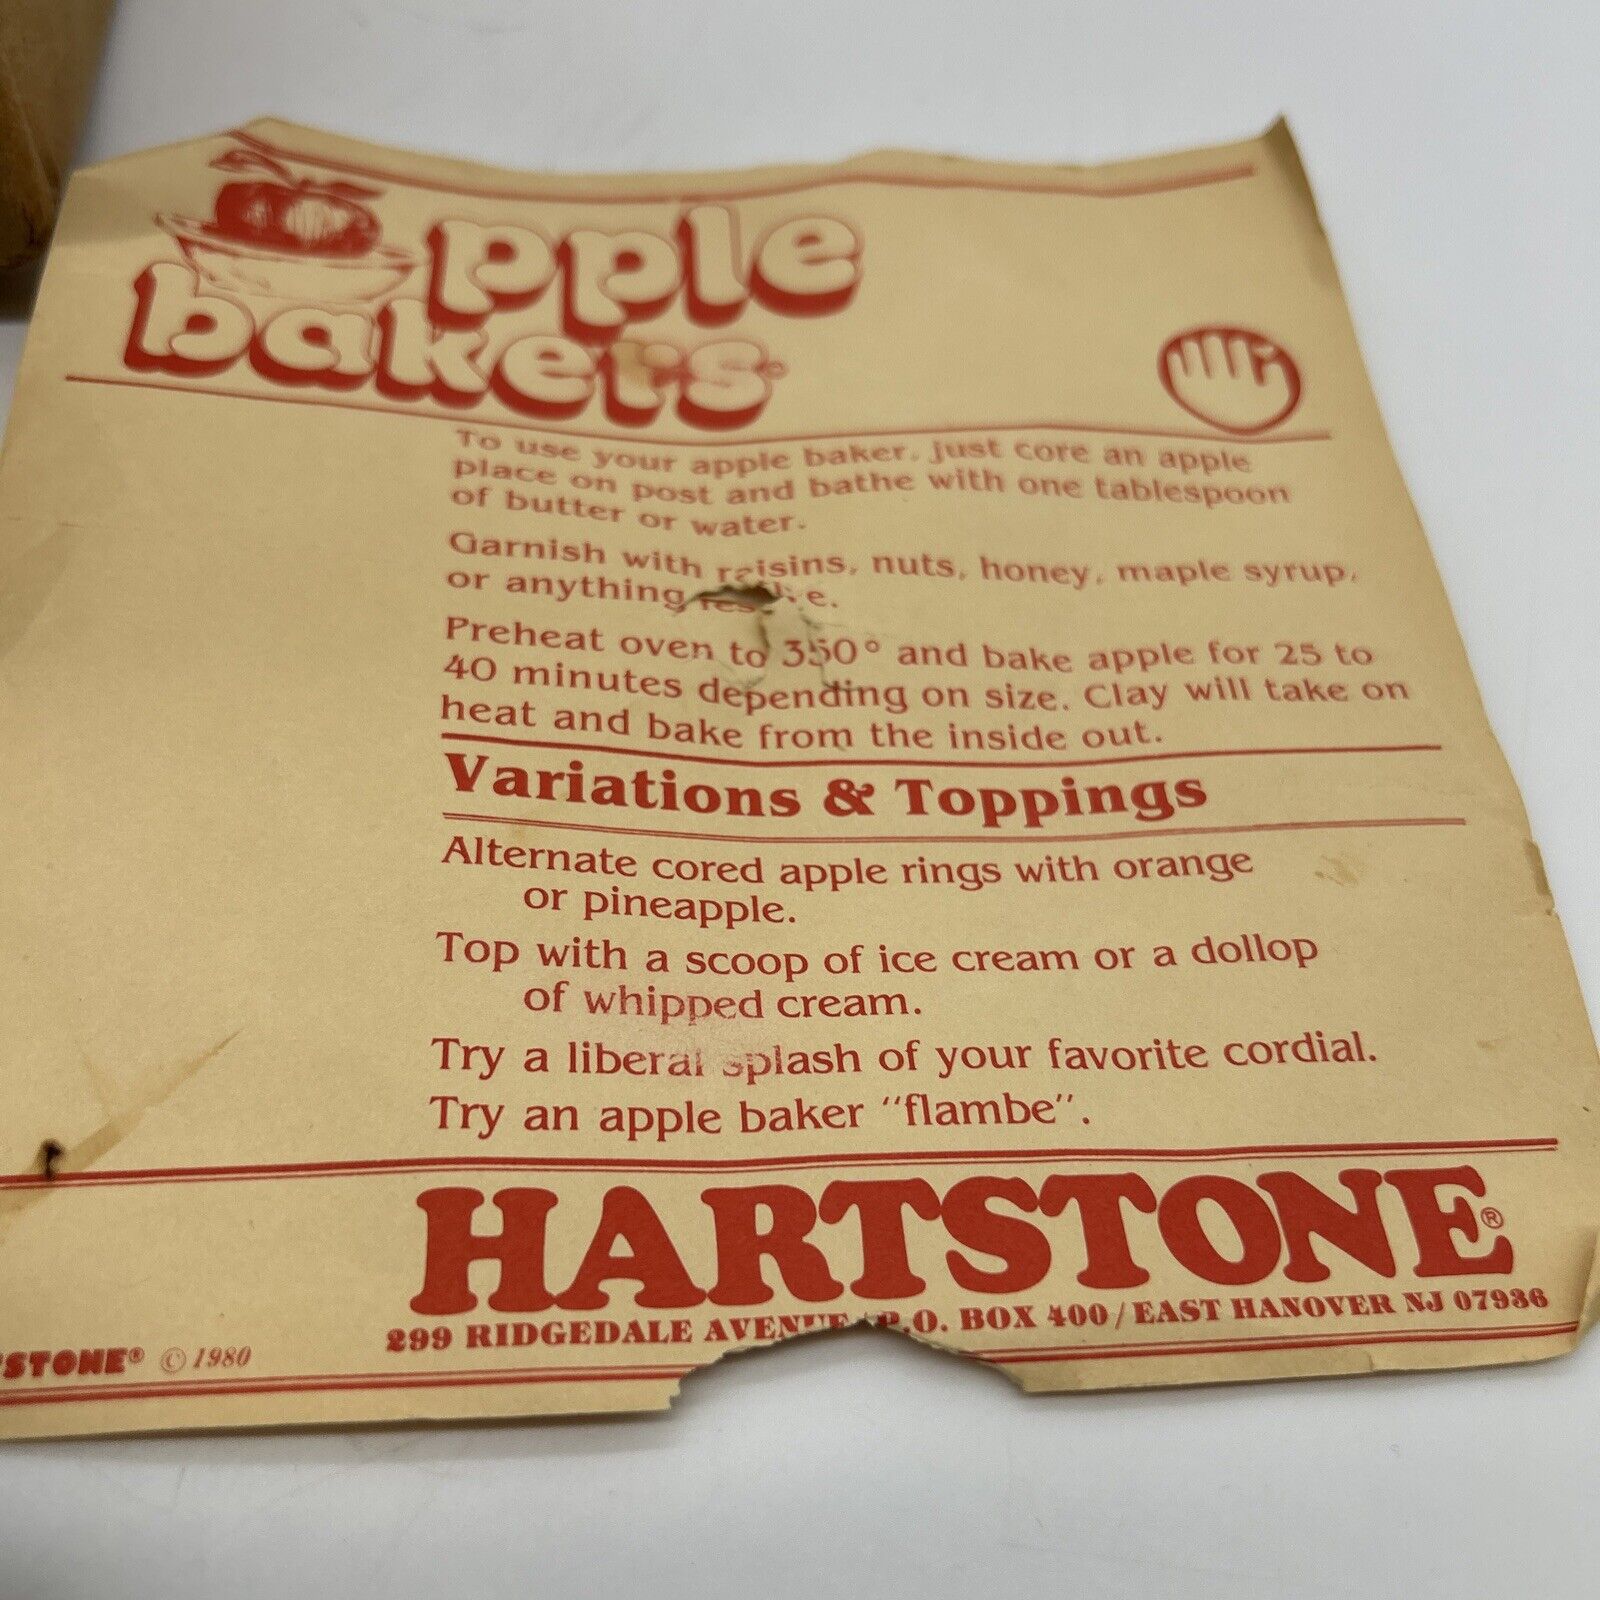 apple
bakers®
To use your apple baker, just core an apple
place on post and bathe with one tablespoon
of butter or water.
Garnish with raisins, nuts, honey, maple syrup,
or anything
Preheat oven to 350° and bake apple for 25 to
40 minutes depending on size. Clay will take on
heat and bake from the inside out.
Variations & Toppings
Alternate cored apple rings with orange
or pineapple.
Top with a scoop of ice cream or a dollop
of whipped cream.
Try a liberal splash of your favorite cordial.
Try an apple baker "flambe".
HARTSTONE®
299 RIDGEDALE AVENUE / P.O. BOX 400 / EAST HANOVER NJ 07936
TSTONE® © 1980